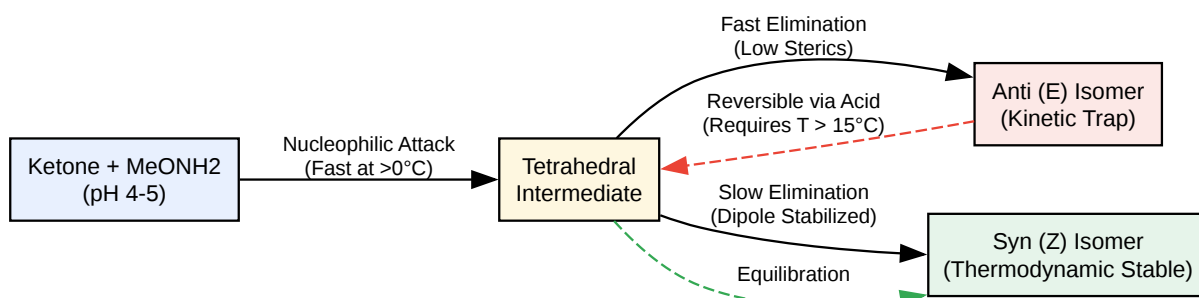 Fast Elimination
(Low Sterics)
Anti (E) Isomer
(Kinetic Trap)
Reversible via Acid
(Requires T > 15°C)
Nucleophilic Attack
(Fast at >0°C)
Ketone + MeONH2
(pH 4-5)
Tetrahedral
Intermediate
Slow Elimination
(Dipole Stabilized)
Syn (Z) Isomer
(Thermodynamic Stable)
Equilibration